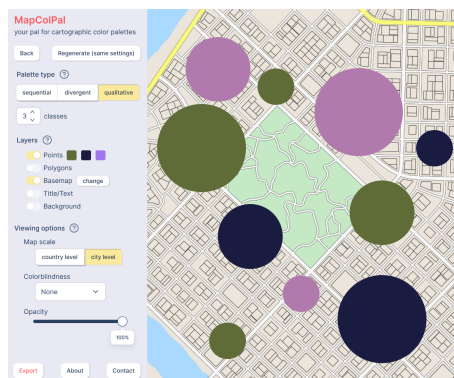 MapColPal
your pal for cartographic color palettes
Back
Regenerate (same settings)
Palette type ?
sequential divergent qualitative
3 classes
Layers ?
Points
Polygons
Basemap change
Title/Text
Background
Viewing options ?
Map scale
country level city level
Colorblindness
None
Opacity
100%
Export About Contact